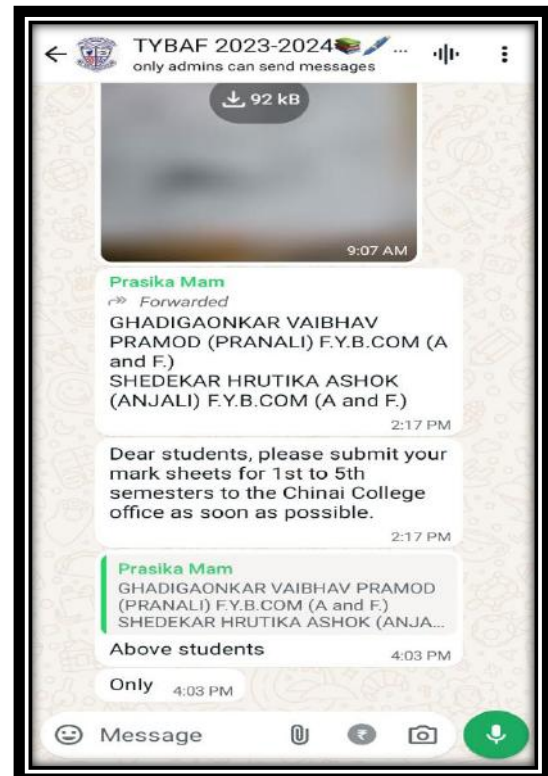 TYBAF 2023-2024📚🖊️...
only admins can send messages
92 kB
9:07 AM
Prasika Mam
Forwarded
GHADIGAONKAR VAIBHAV
PRAMOD (PRANALI) F.Y.B.COM (A
and F.)
SHEDEKAR HRUTIKA ASHOK
(ANJALI) F.Y.B.COM (A and F.)
2:17 PM
Dear students, please submit your
mark sheets for 1st to 5th
semesters to the Chinai College
office as soon as possible.
2:17 PM
Prasika Mam
GHADIGAONKAR VAIBHAV PRAMOD
(PRANALI) F.Y.B.COM (A and F.)
SHEDEKAR HRUTIKA ASHOK (ANJA...
Above students 4:03 PM
Only 4:03 PM
Message ₹